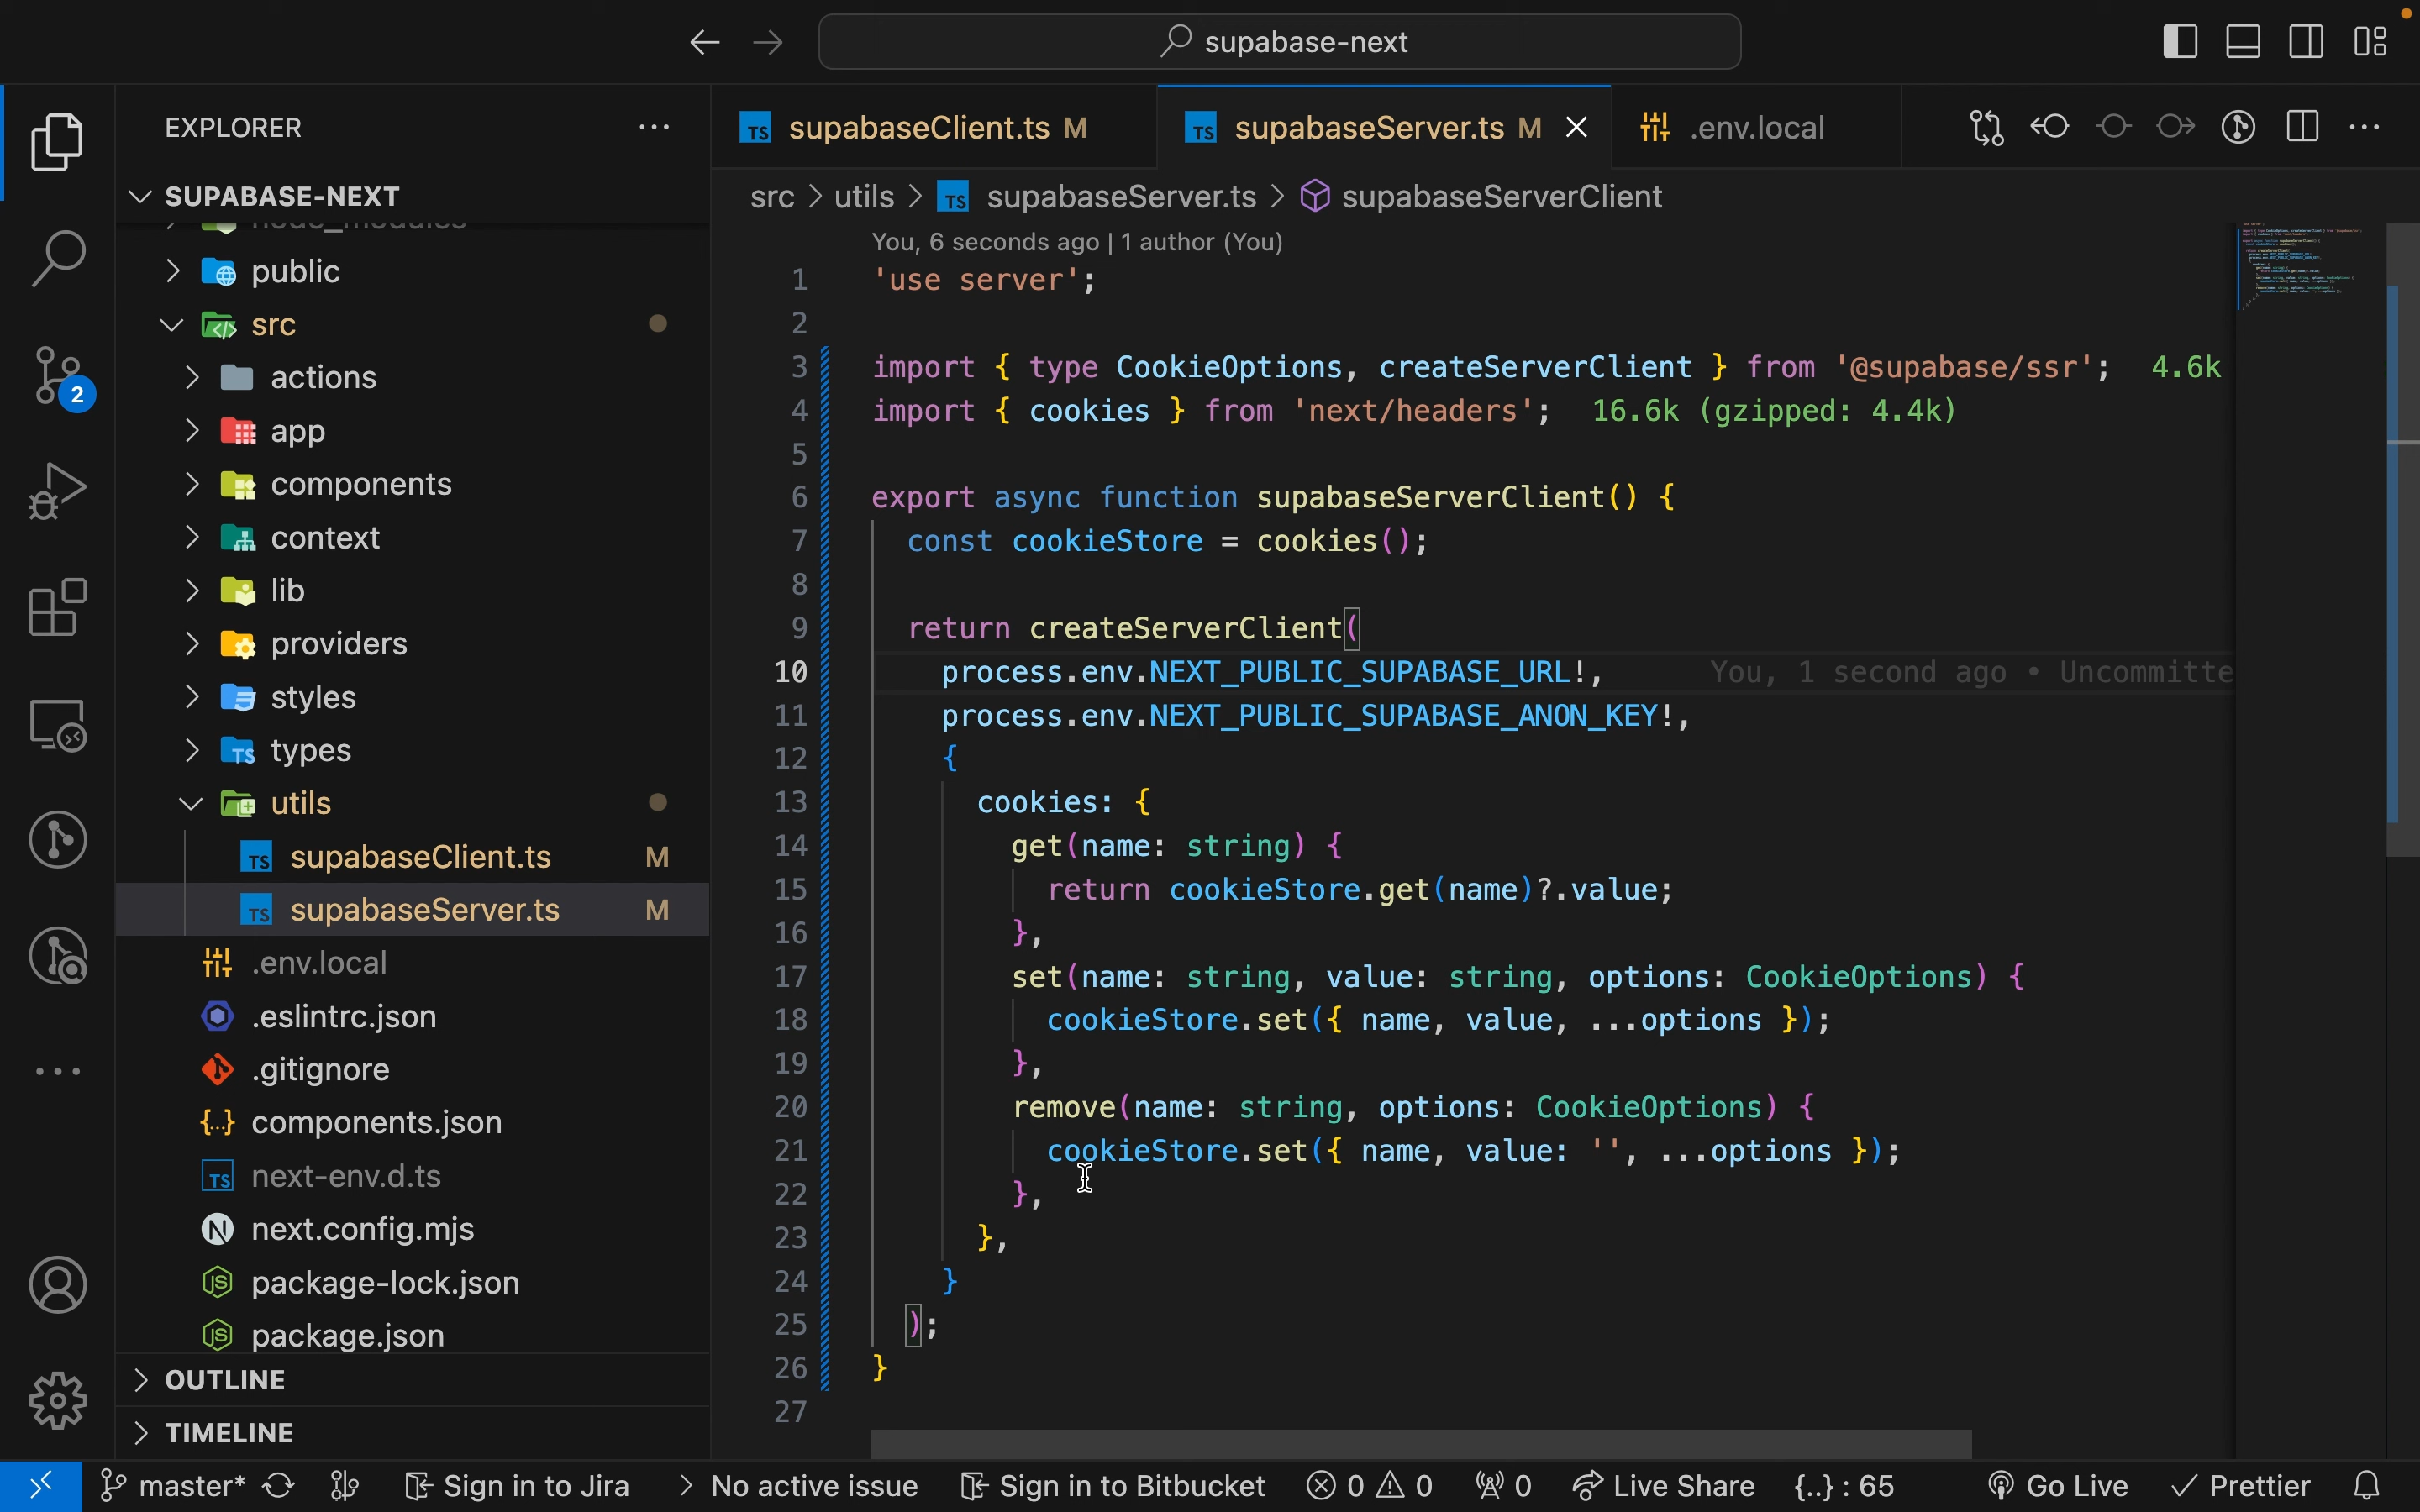 supabase-next
EXPLORER
SUPABASE-NEXT
node_modules
public
src
actions
app
components
context
lib
providers
styles
types
utils
supabaseClient.ts M
supabaseServer.ts M
.env.local
.eslintrc.json
.gitignore
components.json
next-env.d.ts
next.config.mjs
package-lock.json
package.json
OUTLINE
TIMELINE
2
supabaseClient.ts M
supabaseServer.ts M
.env.local
src > utils > supabaseServer.ts > supabaseServerClient
You, 6 seconds ago | 1 author (You)
1 'use server';
2
3 import { type CookieOptions, createServerClient } from '@supabase/ssr'; 4.6k
4 import { cookies } from 'next/headers'; 16.6k (gzipped: 4.4k)
5
6 export async function supabaseServerClient() {
7 const cookieStore = cookies();
8
9 return createServerClient(
10 process.env.NEXT_PUBLIC_SUPABASE_URL!, You, 1 second ago • Uncommitte
11 process.env.NEXT_PUBLIC_SUPABASE_ANON_KEY!,
12 {
13 cookies: {
14 get(name: string) {
15 return cookieStore.get(name)?.value;
16 },
17 set(name: string, value: string, options: CookieOptions) {
18 cookieStore.set({ name, value, ...options });
19 },
20 remove(name: string, options: CookieOptions) {
21 cookieStore.set({ name, value: '', ...options });
22 },
23 },
24 }
25 );
26 }
27
master* Sign in to Jira > No active issue Sign in to Bitbucket 0 0 0 Live Share {..} : 65 Go Live Prettier